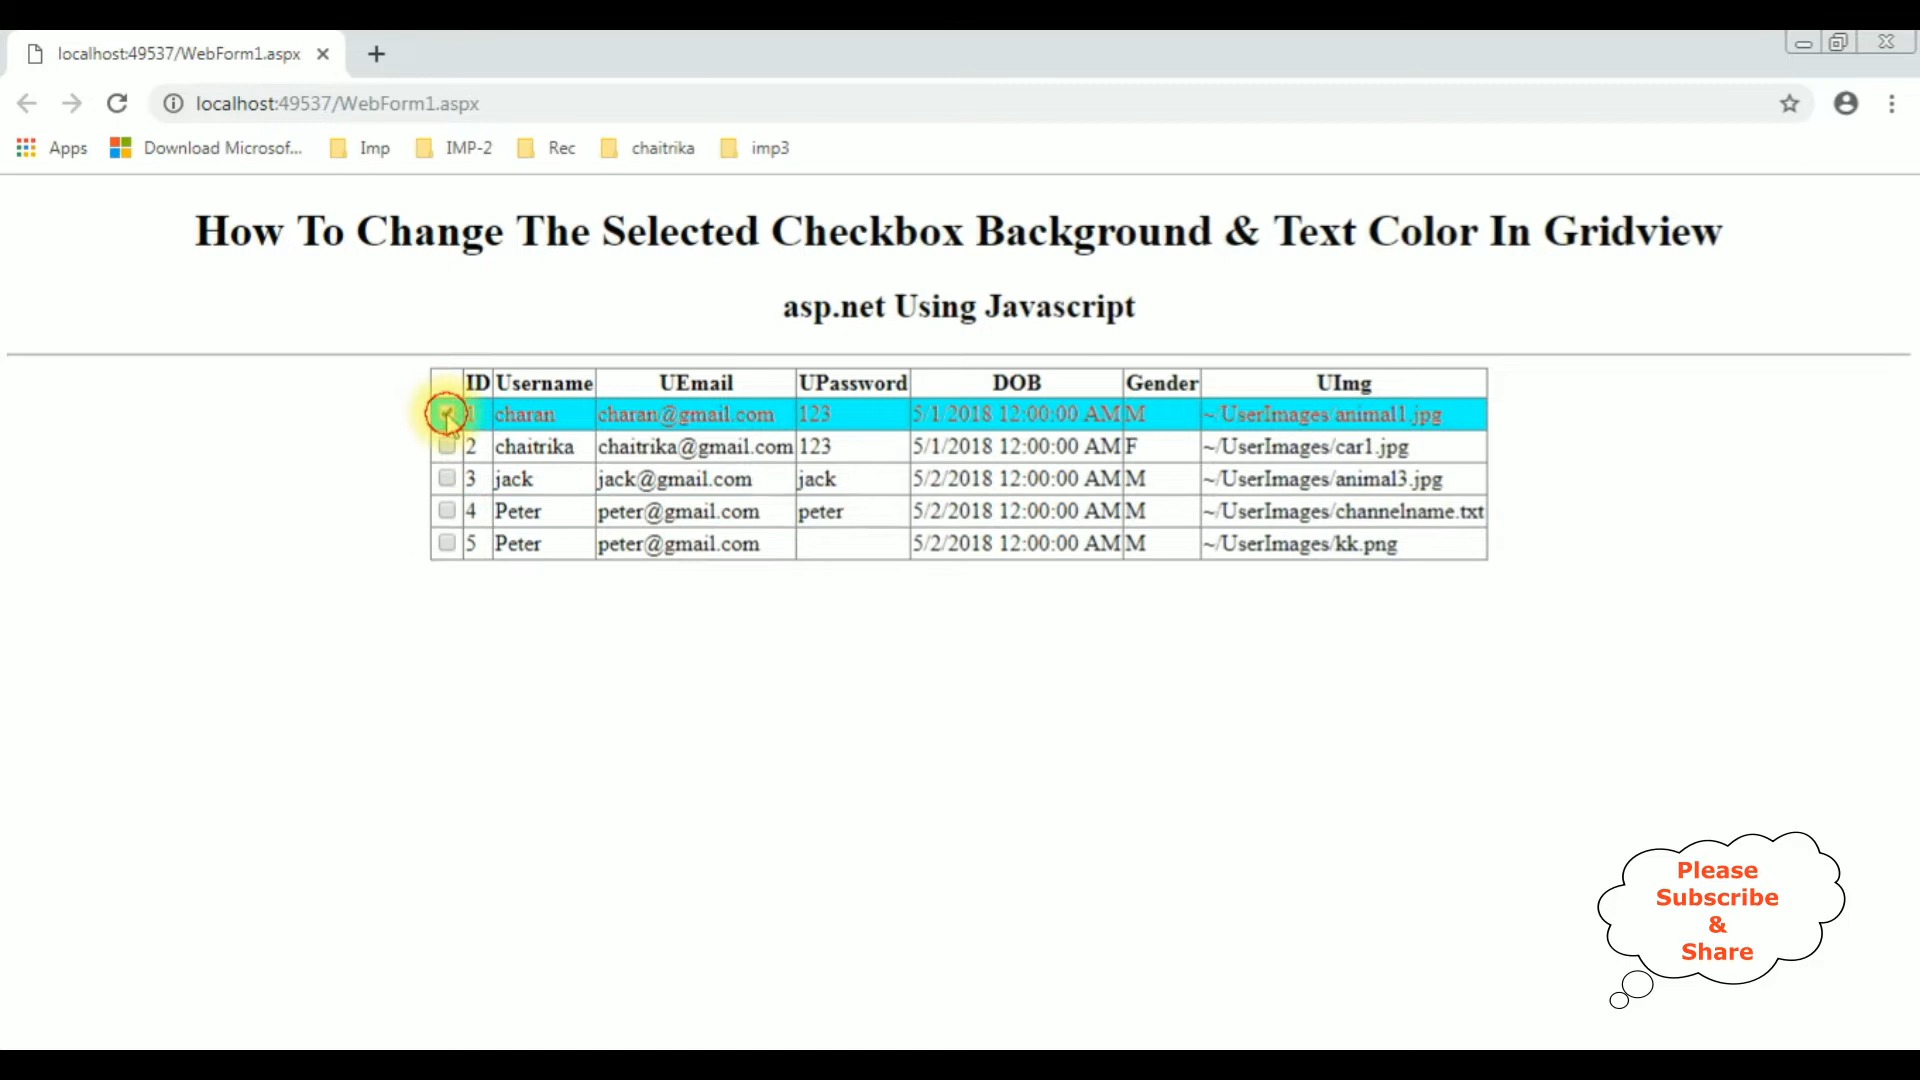 localhost:49537/WebForm1.aspx
localhost:49537/WebForm1.aspx
Apps Download Microsof... Imp IMP-2 Rec chaitrika imp3
How To Change The Selected Checkbox Background & Text Color In Gridview
asp.net Using Javascript
ID Username UEmail UPassword DOB Gender UImg
1 charan charan@gmail.com 123 5/1/2018 12:00:00 AM M ~/UserImages/animal1.jpg
2 chaitrika chaitrika@gmail.com 123 5/1/2018 12:00:00 AM F ~/UserImages/car1.jpg
3 jack jack@gmail.com jack 5/2/2018 12:00:00 AM M ~/UserImages/animal3.jpg
4 Peter peter@gmail.com peter 5/2/2018 12:00:00 AM M ~/UserImages/channelname.txt
5 Peter peter@gmail.com 5/2/2018 12:00:00 AM M ~/UserImages/kk.png
Please
Subscribe
&
Share